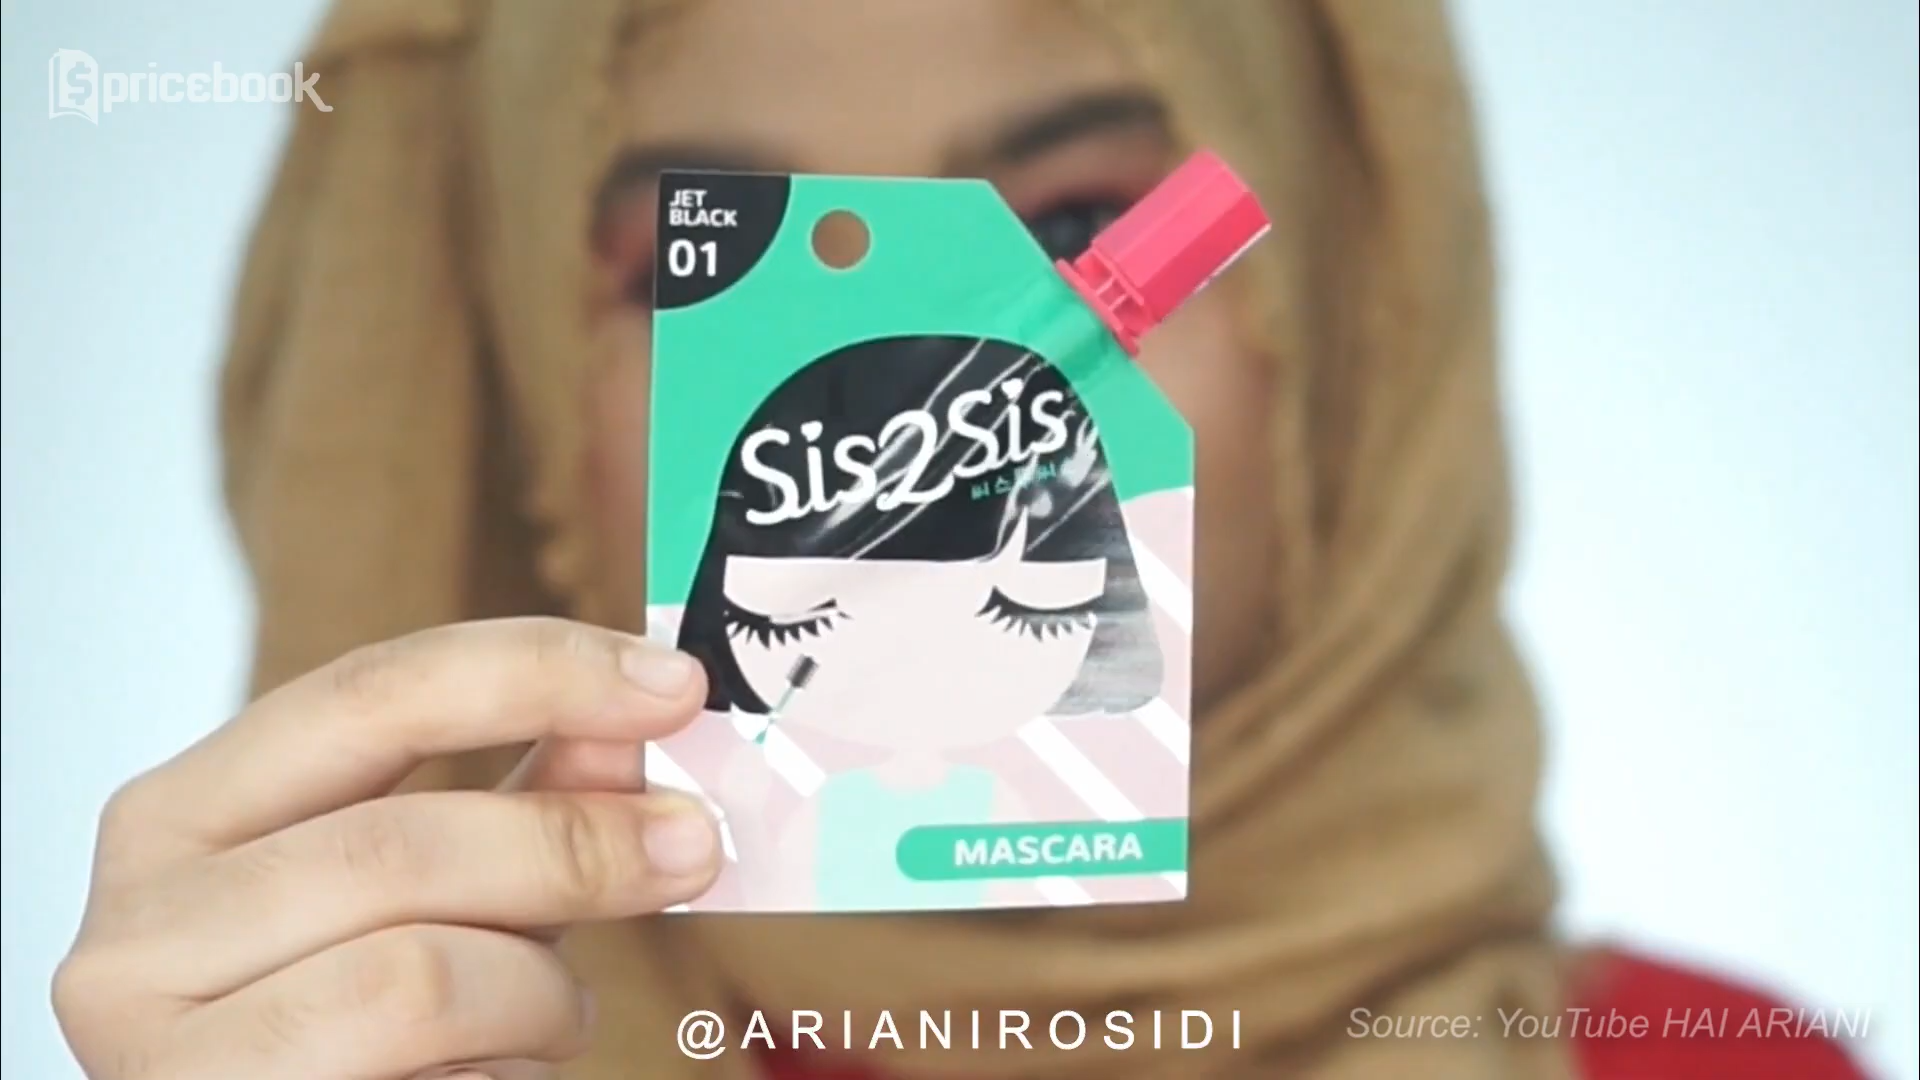 pricebook
JET
BLACK
01
Sis2Sis
MASCARA
@ARIANIROSIDI
Source: YouTube HAI ARIANI